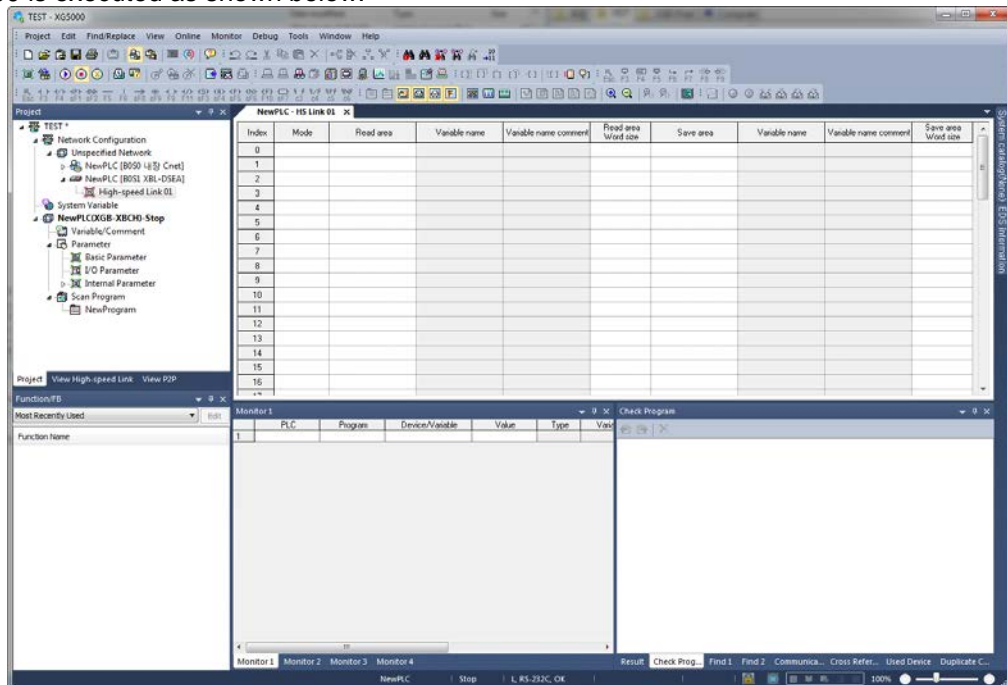 is executed as shown below.
TEST - XG5000
Project Edit Find/Replace View Online Monitor Debug Tools Window Help
Project
TEST *
Network Configuration
Unspecified Network
NewPLC [B0S0 내장 Cnet]
NewPLC [B0S1 XBL-DSEA]
High-speed Link 01
System Variable
NewPLC(XGB-XBCH)-Stop
Variable/Comment
Parameter
Basic Parameter
I/O Parameter
Internal Parameter
Scan Program
NewProgram
Project View High-speed Link View P2P
NewPLC - HS Link 01
Index Mode Read area Variable name Variable name comment Read area Word size Save area Variable name Variable name comment Save area Word size
0
1
2
3
4
5
6
7
8
9
10
11
12
13
14
15
16
System catalog(None) EDS Information
Function/FB
Most Recently Used Edit
Function Name
Monitor 1
PLC Program Device/Variable Value Type
1
Monitor 1 Monitor 2 Monitor 3 Monitor 4
Check Program
Result Check Prog... Find 1 Find 2 Communica... Cross Refer... Used Device Duplicate C...
NewPLC Stop L, RS-232C, OK 100%